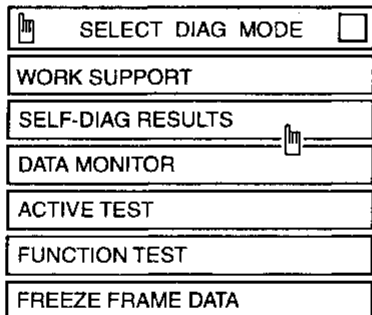 SELECT DIAG MODE
WORK SUPPORT
SELF-DIAG RESULTS
DATA MONITOR
ACTIVE TEST
FUNCTION TEST
FREEZE FRAME DATA